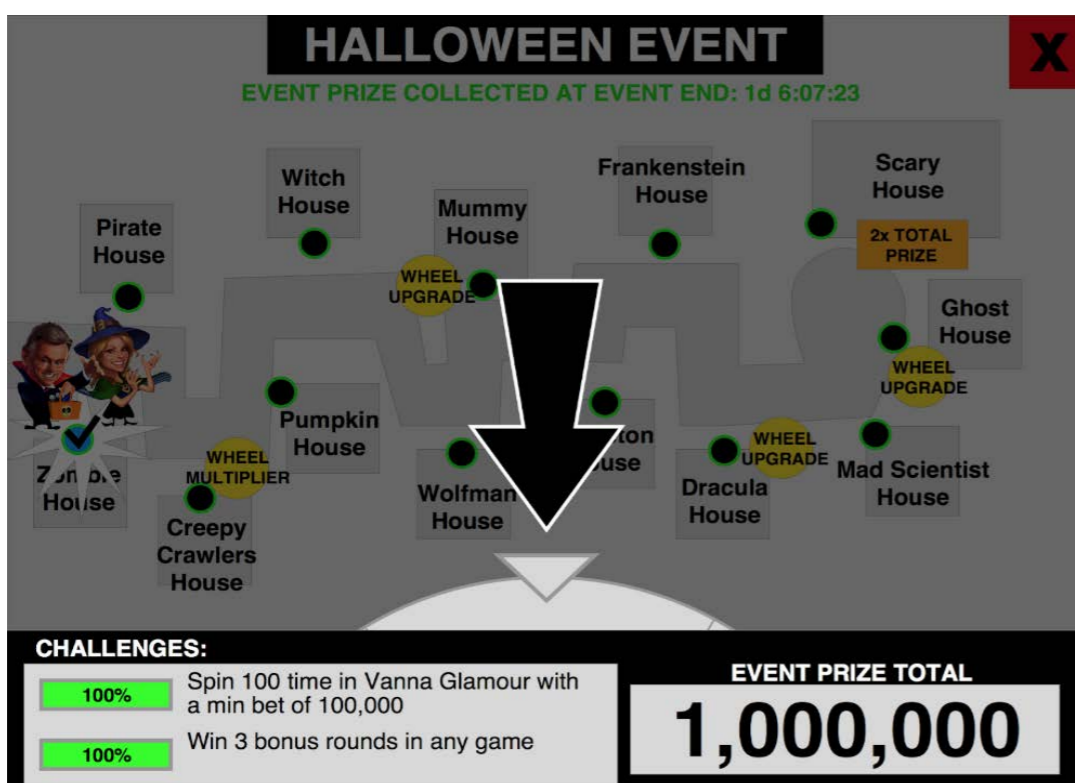 HALLOWEEN EVENT
X
EVENT PRIZE COLLECTED AT EVENT END: 1d 6:07:23
Pirate
House
Witch
House
Mummy
House
Frankenstein
House
Scary
House
2x TOTAL
PRIZE
WHEEL
UPGRADE
Ghost
House
WHEEL
UPGRADE
Pumpkin
House
WHEEL
MULTIPLIER
Zombie
House
Creepy
Crawlers
House
Wolfman
House
Dracula
House
WHEEL
UPGRADE
Mad Scientist
House
CHALLENGES:
100%
Spin 100 time in Vanna Glamour with
a min bet of 100,000
100%
Win 3 bonus rounds in any game
EVENT PRIZE TOTAL
1,000,000